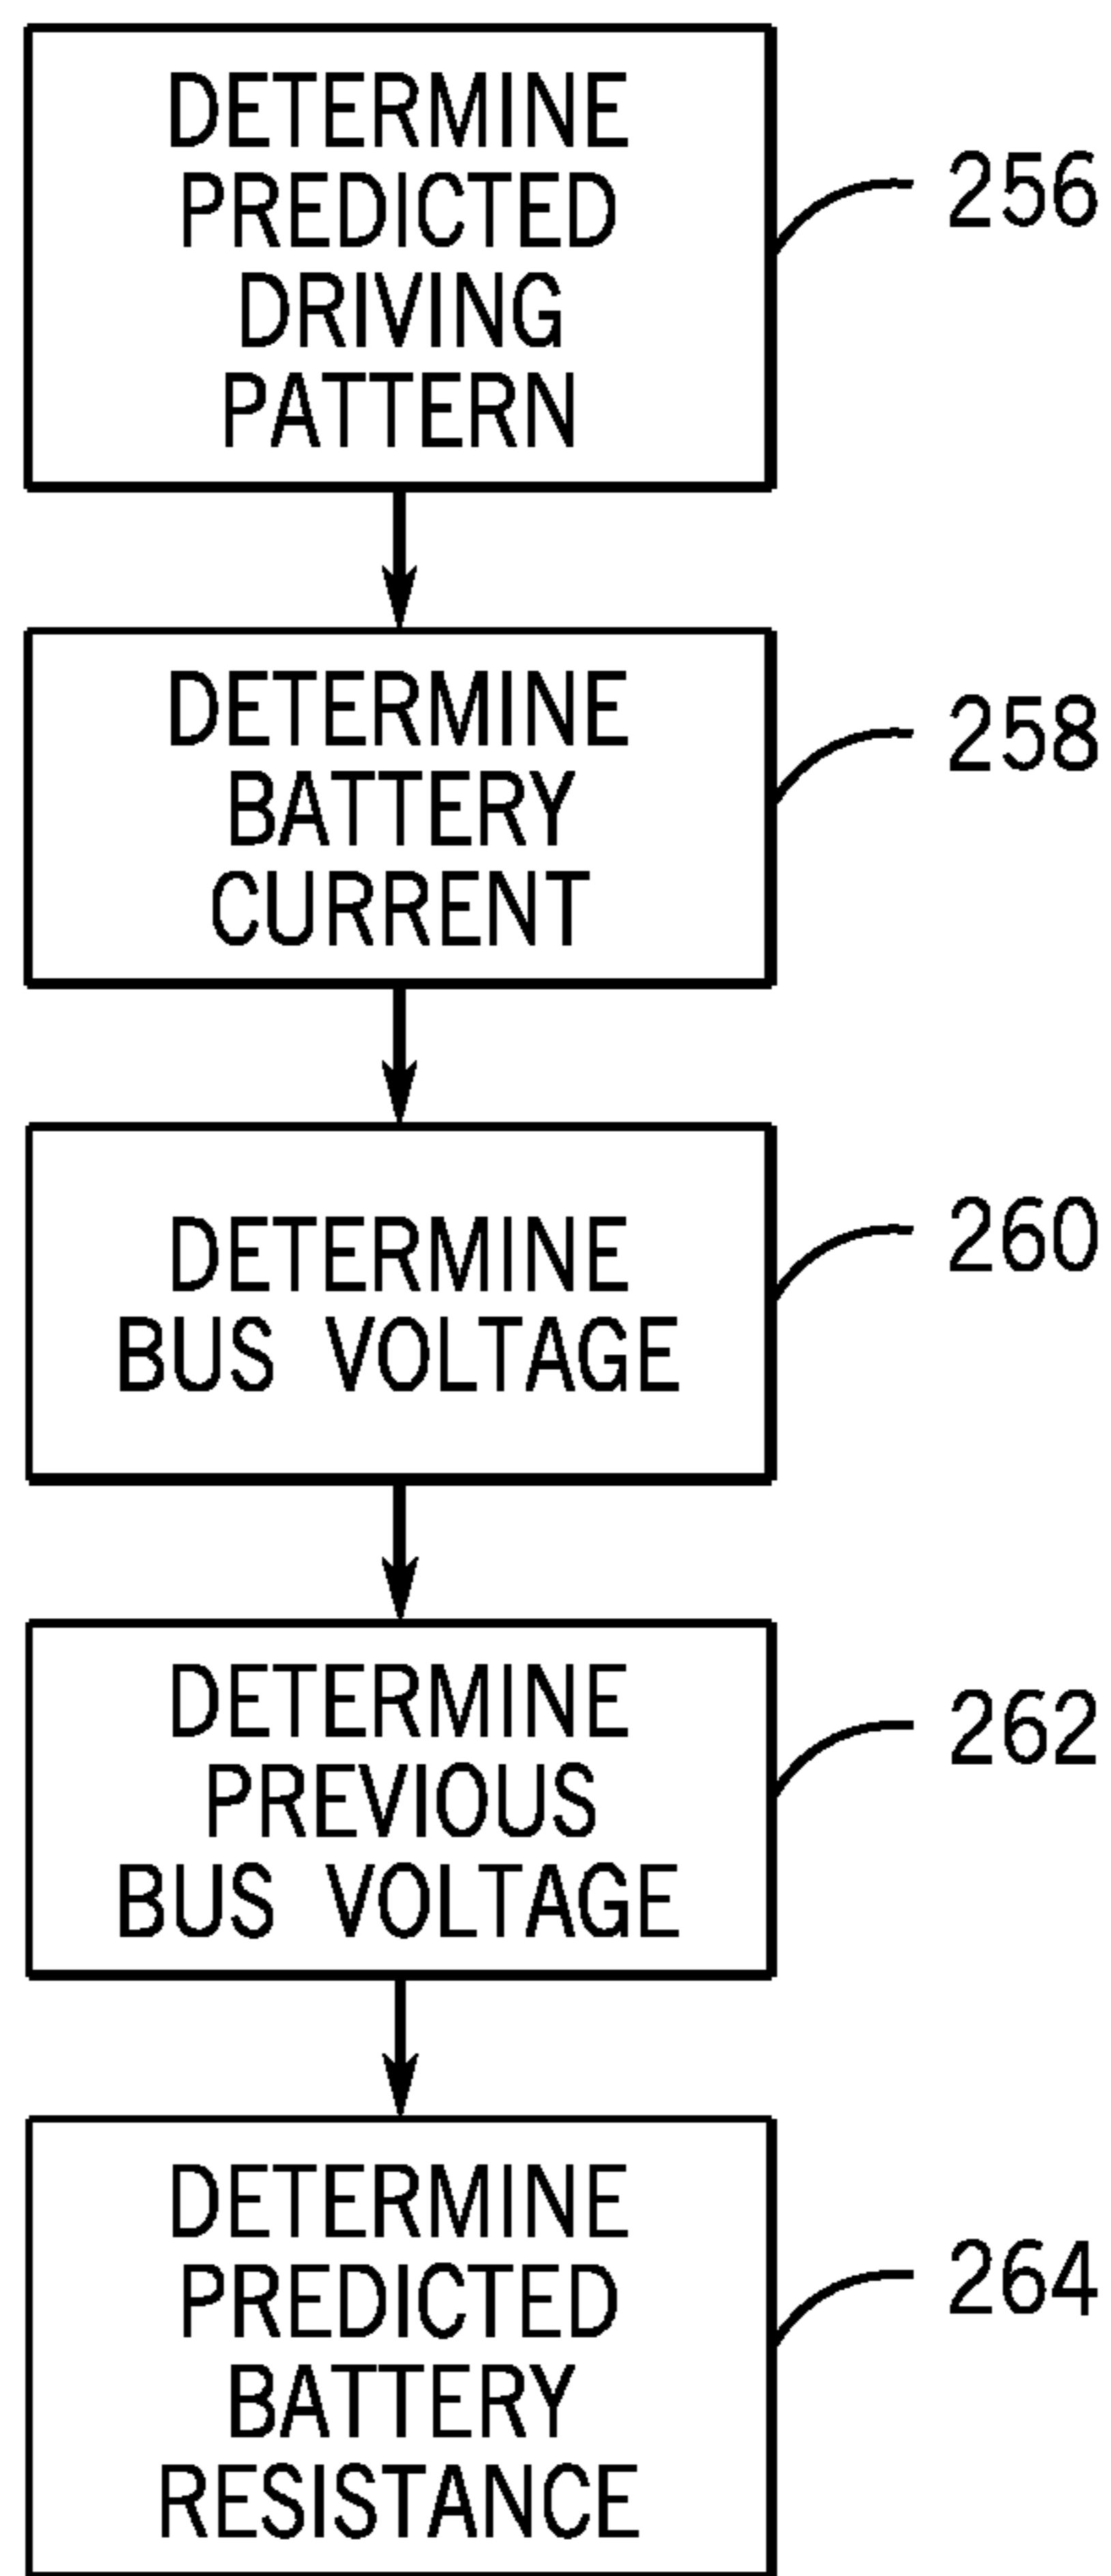 DETERMINE
PREDICTED
DRIVING
PATTERN
256
DETERMINE
BATTERY
CURRENT
258
DETERMINE
BUS VOLTAGE
260
DETERMINE
PREVIOUS
BUS VOLTAGE
262
DETERMINE
PREDICTED
BATTERY
RESISTANCE
264